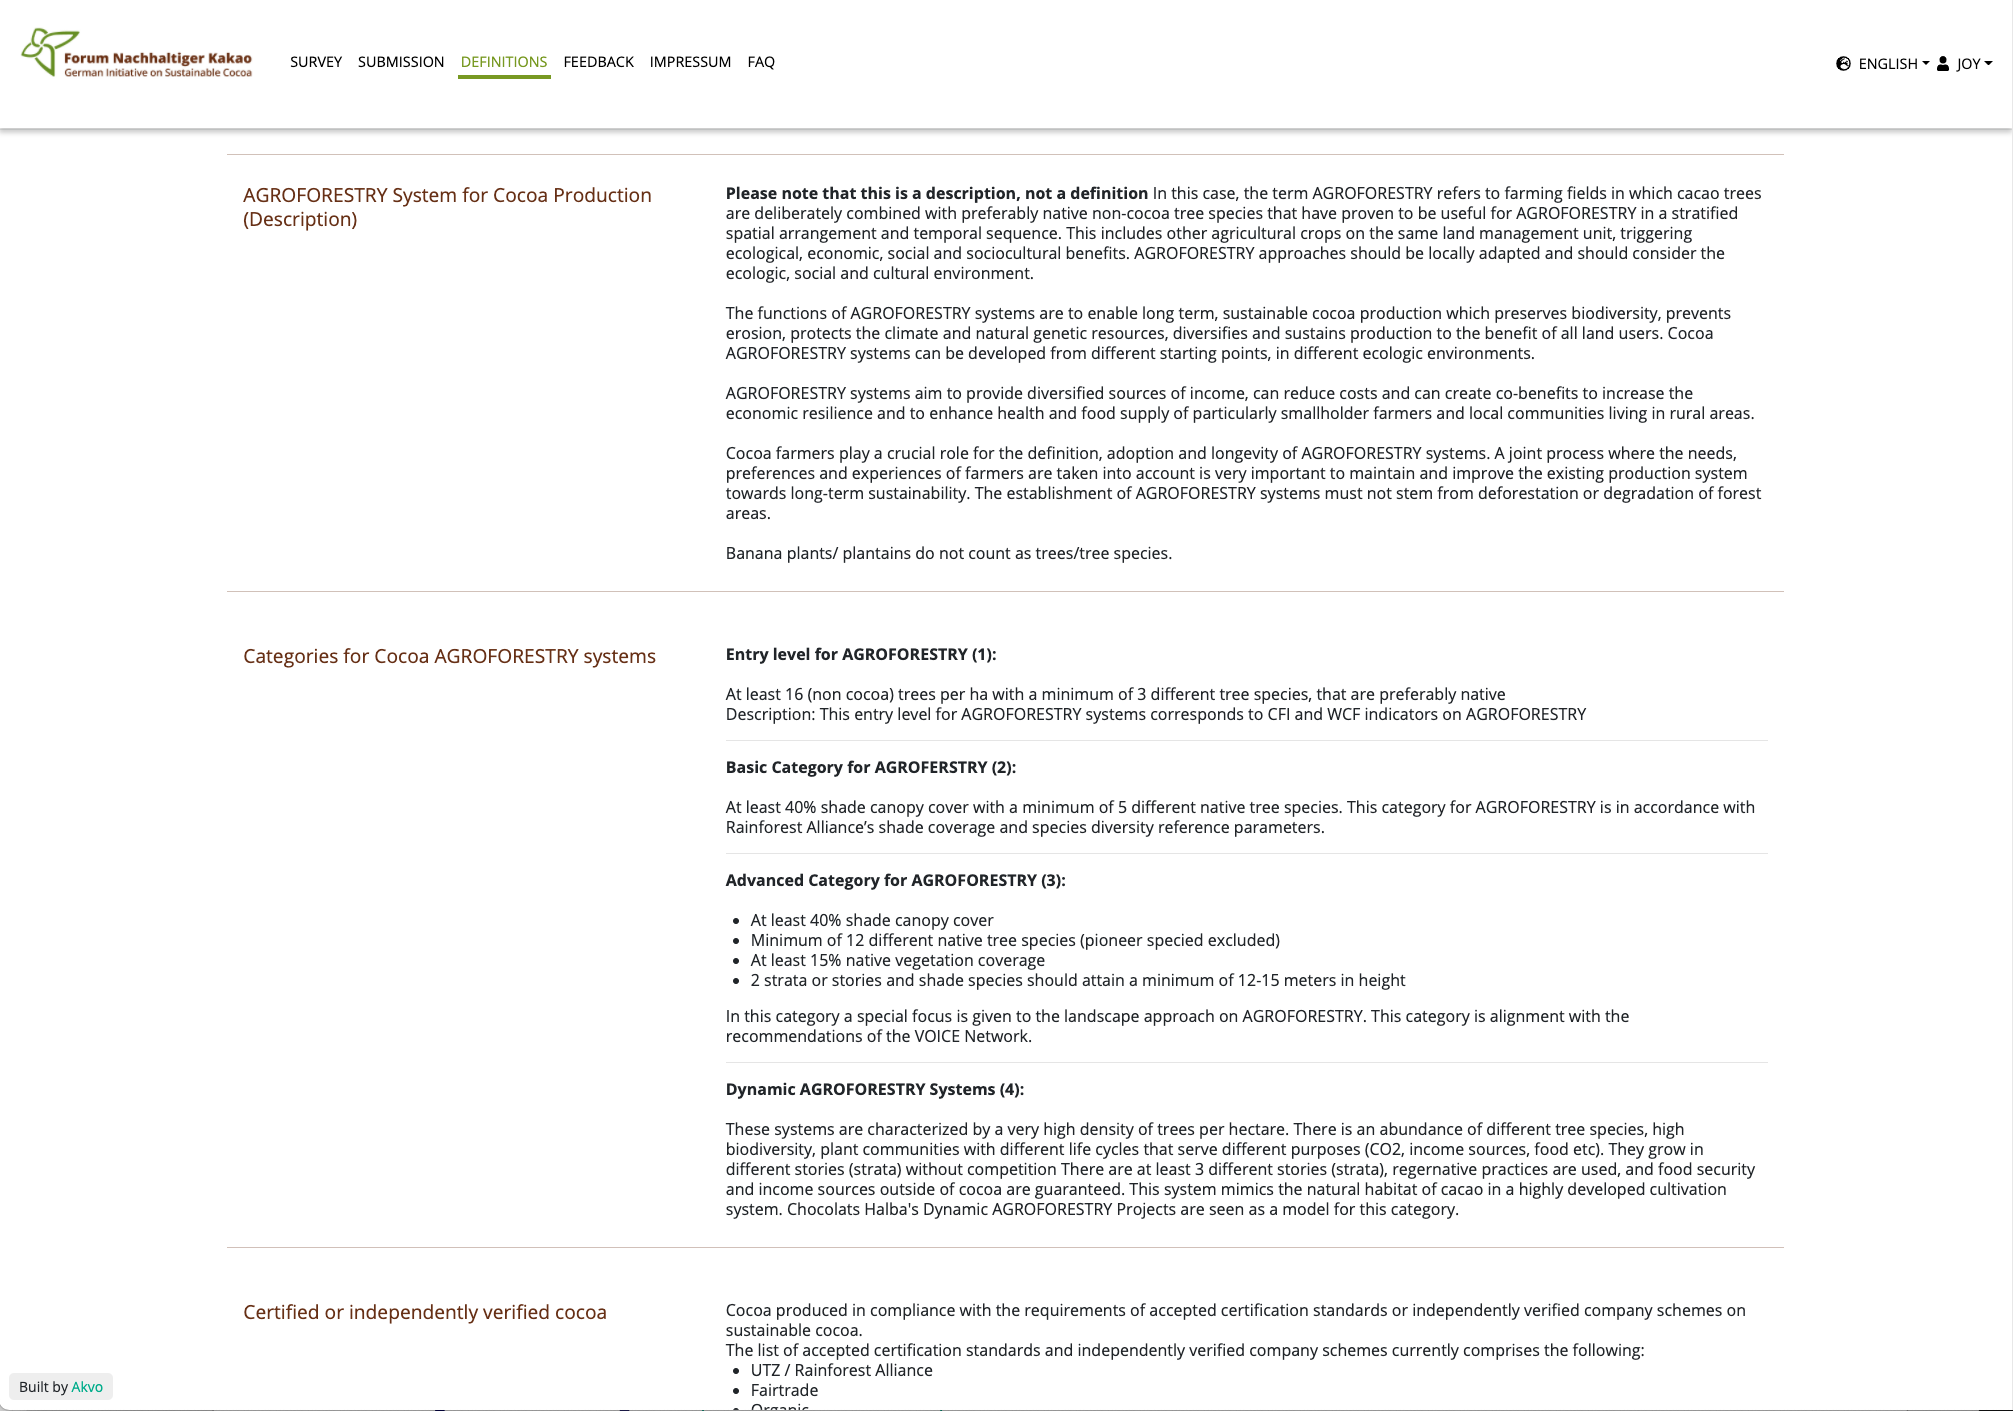 Forum Nachhaltiger Kakao
German Initiative on Sustainable Cocoa
SURVEY SUBMISSION DEFINITIONS FEEDBACK IMPRESSUM FAQ
ENGLISH JOY
AGROFORESTRY System for Cocoa Production
(Description)
Please note that this is a description, not a definition In this case, the term AGROFORESTRY refers to farming fields in which cacao trees
are deliberately combined with preferably native non-cocoa tree species that have proven to be useful for AGROFORESTRY in a stratified
spatial arrangement and temporal sequence. This includes other agricultural crops on the same land management unit, triggering
ecological, economic, social and sociocultural benefits. AGROFORESTRY approaches should be locally adapted and should consider the
ecologic, social and cultural environment.
The functions of AGROFORESTRY systems are to enable long term, sustainable cocoa production which preserves biodiversity, prevents
erosion, protects the climate and natural genetic resources, diversifies and sustains production to the benefit of all land users. Cocoa
AGROFORESTRY systems can be developed from different starting points, in different ecologic environments.
AGROFORESTRY systems aim to provide diversified sources of income, can reduce costs and can create co-benefits to increase the
economic resilience and to enhance health and food supply of particularly smallholder farmers and local communities living in rural areas.
Cocoa farmers play a crucial role for the definition, adoption and longevity of AGROFORESTRY systems. A joint process where the needs,
preferences and experiences of farmers are taken into account is very important to maintain and improve the existing production system
towards long-term sustainability. The establishment of AGROFORESTRY systems must not stem from deforestation or degradation of forest
areas.
Banana plants/ plantains do not count as trees/tree species.
Categories for Cocoa AGROFORESTRY systems
Entry level for AGROFORESTRY (1):
At least 16 (non cocoa) trees per ha with a minimum of 3 different tree species, that are preferably native
Description: This entry level for AGROFORESTRY systems corresponds to CFI and WCF indicators on AGROFORESTRY
Basic Category for AGROFERSTRY (2):
At least 40% shade canopy cover with a minimum of 5 different native tree species. This category for AGROFORESTRY is in accordance with
Rainforest Alliance’s shade coverage and species diversity reference parameters.
Advanced Category for AGROFORESTRY (3):
• At least 40% shade canopy cover
• Minimum of 12 different native tree species (pioneer specied excluded)
• At least 15% native vegetation coverage
• 2 strata or stories and shade species should attain a minimum of 12-15 meters in height
In this category a special focus is given to the landscape approach on AGROFORESTRY. This category is alignment with the
recommendations of the VOICE Network.
Dynamic AGROFORESTRY Systems (4):
These systems are characterized by a very high density of trees per hectare. There is an abundance of different tree species, high
biodiversity, plant communities with different life cycles that serve different purposes (CO2, income sources, food etc). They grow in
different stories (strata) without competition There are at least 3 different stories (strata), regernative practices are used, and food security
and income sources outside of cocoa are guaranteed. This system mimics the natural habitat of cacao in a highly developed cultivation
system. Chocolats Halba's Dynamic AGROFORESTRY Projects are seen as a model for this category.
Certified or independently verified cocoa
Cocoa produced in compliance with the requirements of accepted certification standards or independently verified company schemes on
sustainable cocoa.
The list of accepted certification standards and independently verified company schemes currently comprises the following:
• UTZ / Rainforest Alliance
• Fairtrade
• Organic
Built by Akvo